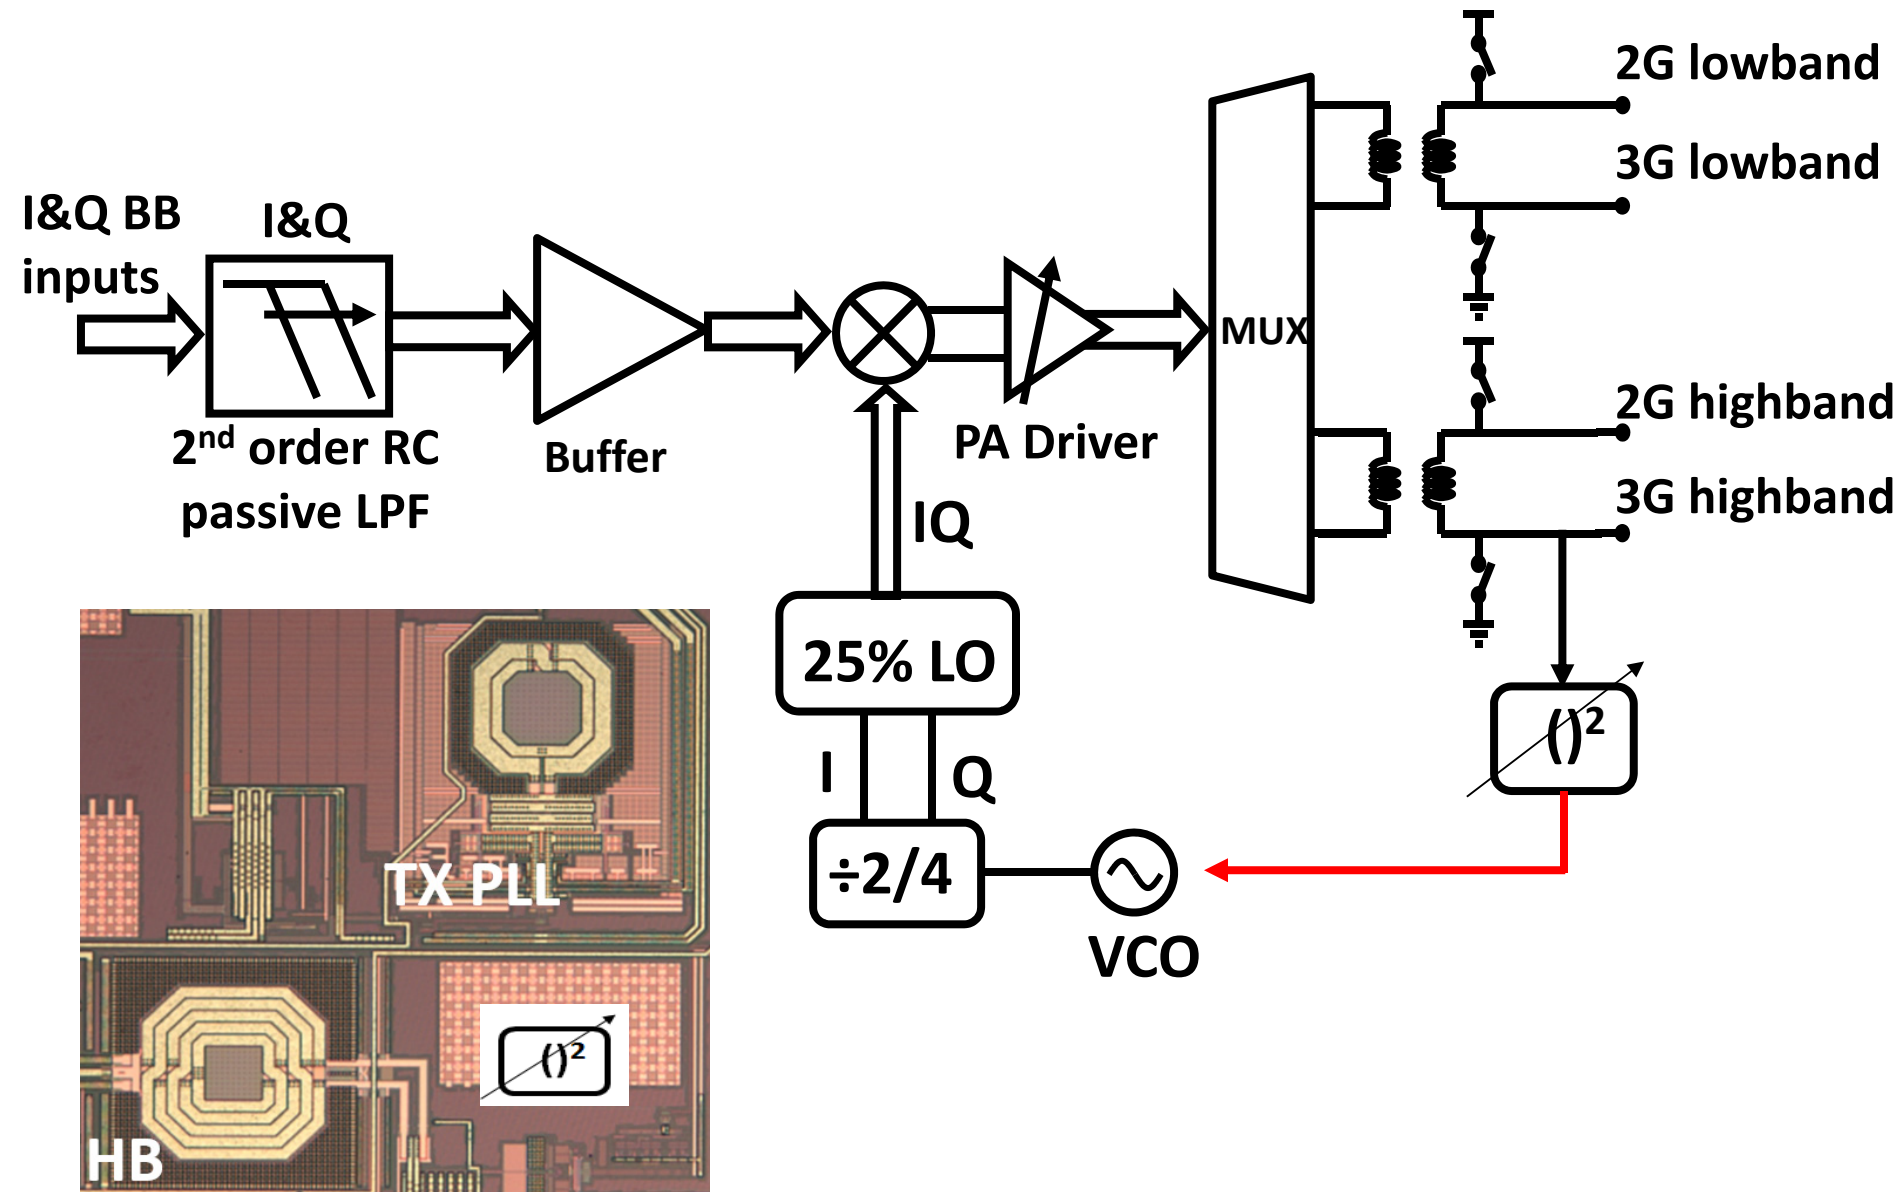 2G lowband
3G lowband
I&Q BB
inputs
I&Q
2nd order RC
passive LPF
Buffer
PA Driver
MUX
2G highband
3G highband
IQ
25% LO
I
Q
÷2/4
VCO
()²
TX PLL
()²
HB